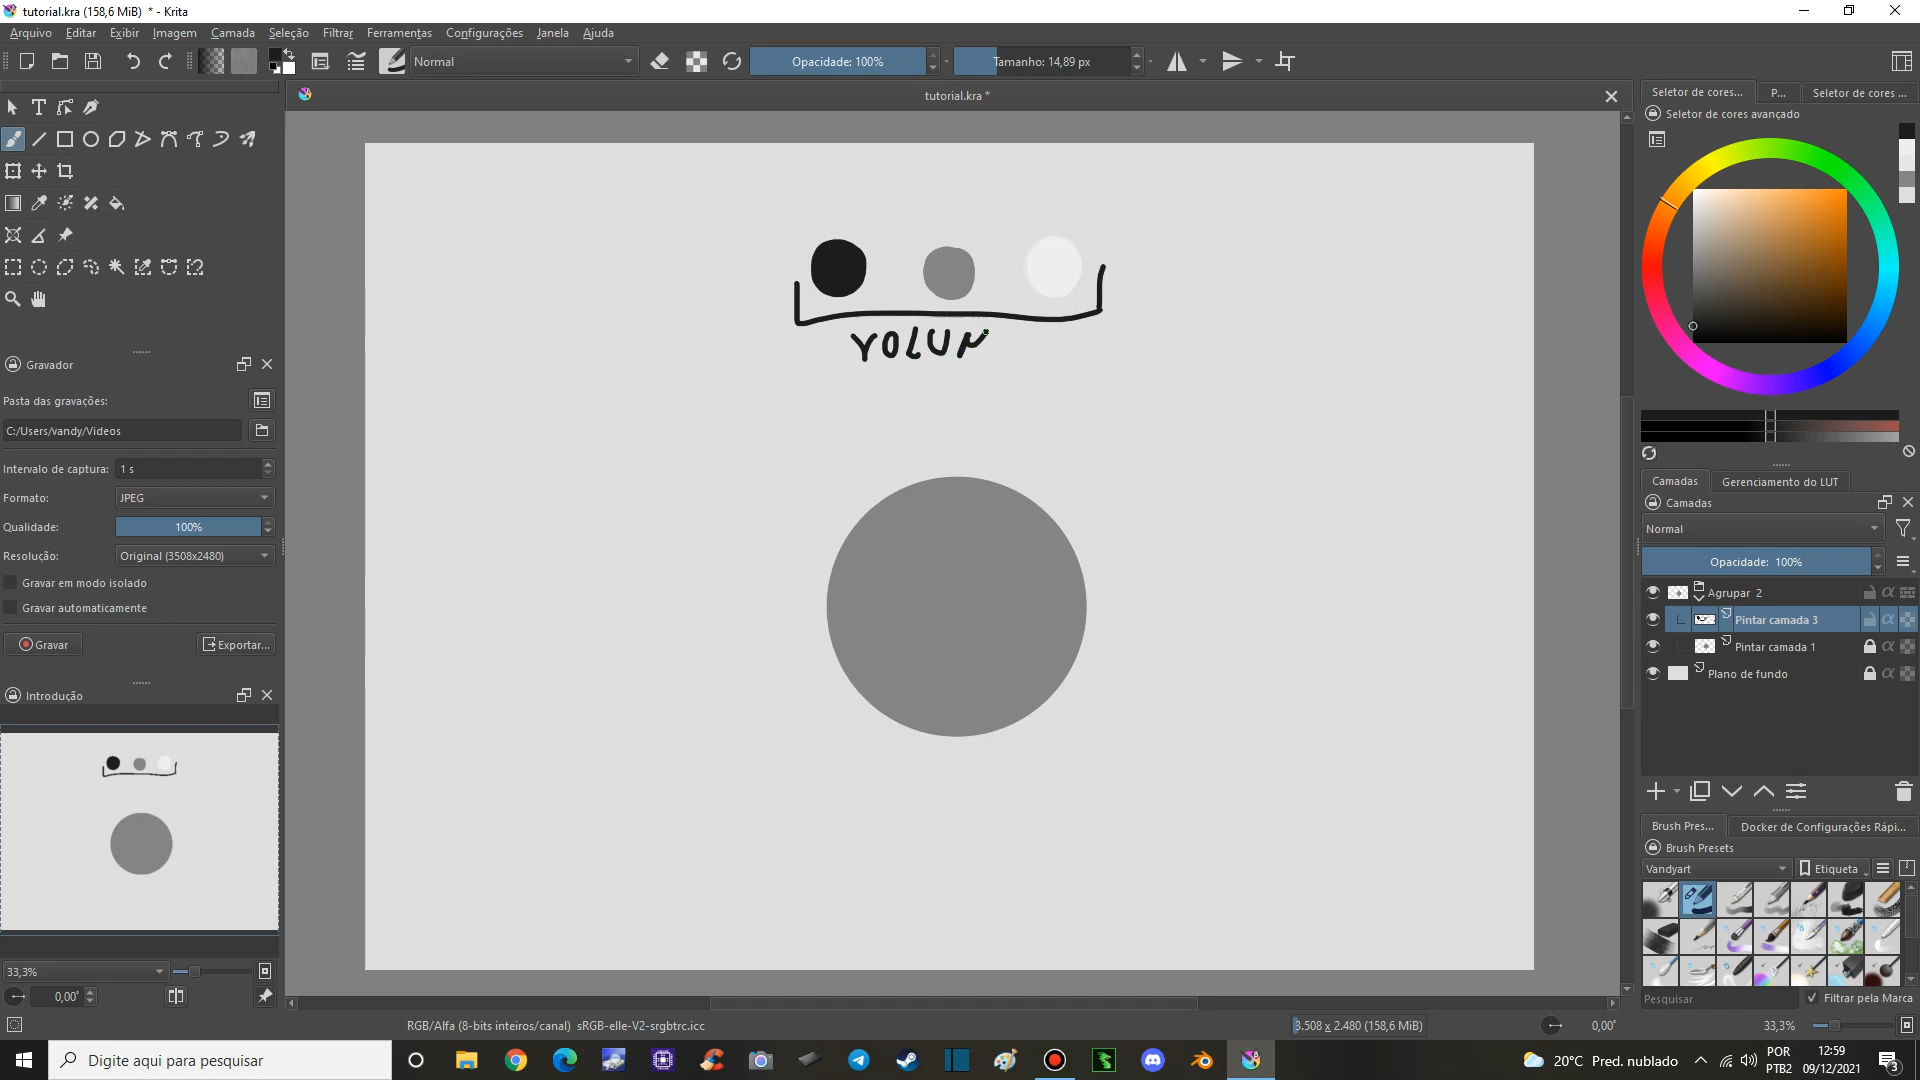 tutorial.kra (158,6 MiB) * - Krita
Arquivo Editar Exibir Imagem Camada Seleção Filtrar Ferramentas Configurações Janela Ajuda
Normal Opacidade: 100% Tamanho: 14,89 px
tutorial.kra *
Seletor de cores... P... Seletor de cores ...
Seletor de cores avançado
VOLUM
Gravador
Pasta das gravações:
C:/Users/vandy/Videos
Intervalo de captura: 1 s
Formato: JPEG
Qualidade: 100%
Resolução: Original (3508x2480)
Gravar em modo isolado
Gravar automaticamente
Gravar Exportar...
Introdução
33,3%
0,00°
Camadas Gerenciamento do LUT
Camadas
Normal
Opacidade: 100%
Agrupar 2
Pintar camada 3
Pintar camada 1
Plano de fundo
Brush Pres... Docker de Configurações Rápi...
Brush Presets
Vandyart Etiqueta
Pesquisar Filtrar pela Marca
RGB/Alfa (8-bits inteiros/canal) sRGB-elle-V2-srgbtrc.icc 3.508 x 2.480 (158,6 MiB) 0,00° 33,3%
Digite aqui para pesquisar
20°C Pred. nublado
POR
PTB2
12:59
09/12/2021
3